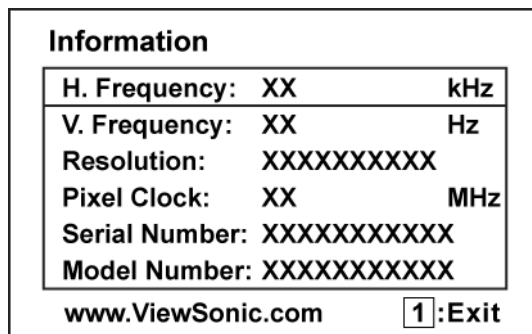 Information
H. Frequency: XX kHz
V. Frequency: XX Hz
Resolution: XXXXXXXXXX
Pixel Clock: XX MHz
Serial Number: XXXXXXXXXXX
Model Number: XXXXXXXXXXX
www.ViewSonic.com 1 :Exit